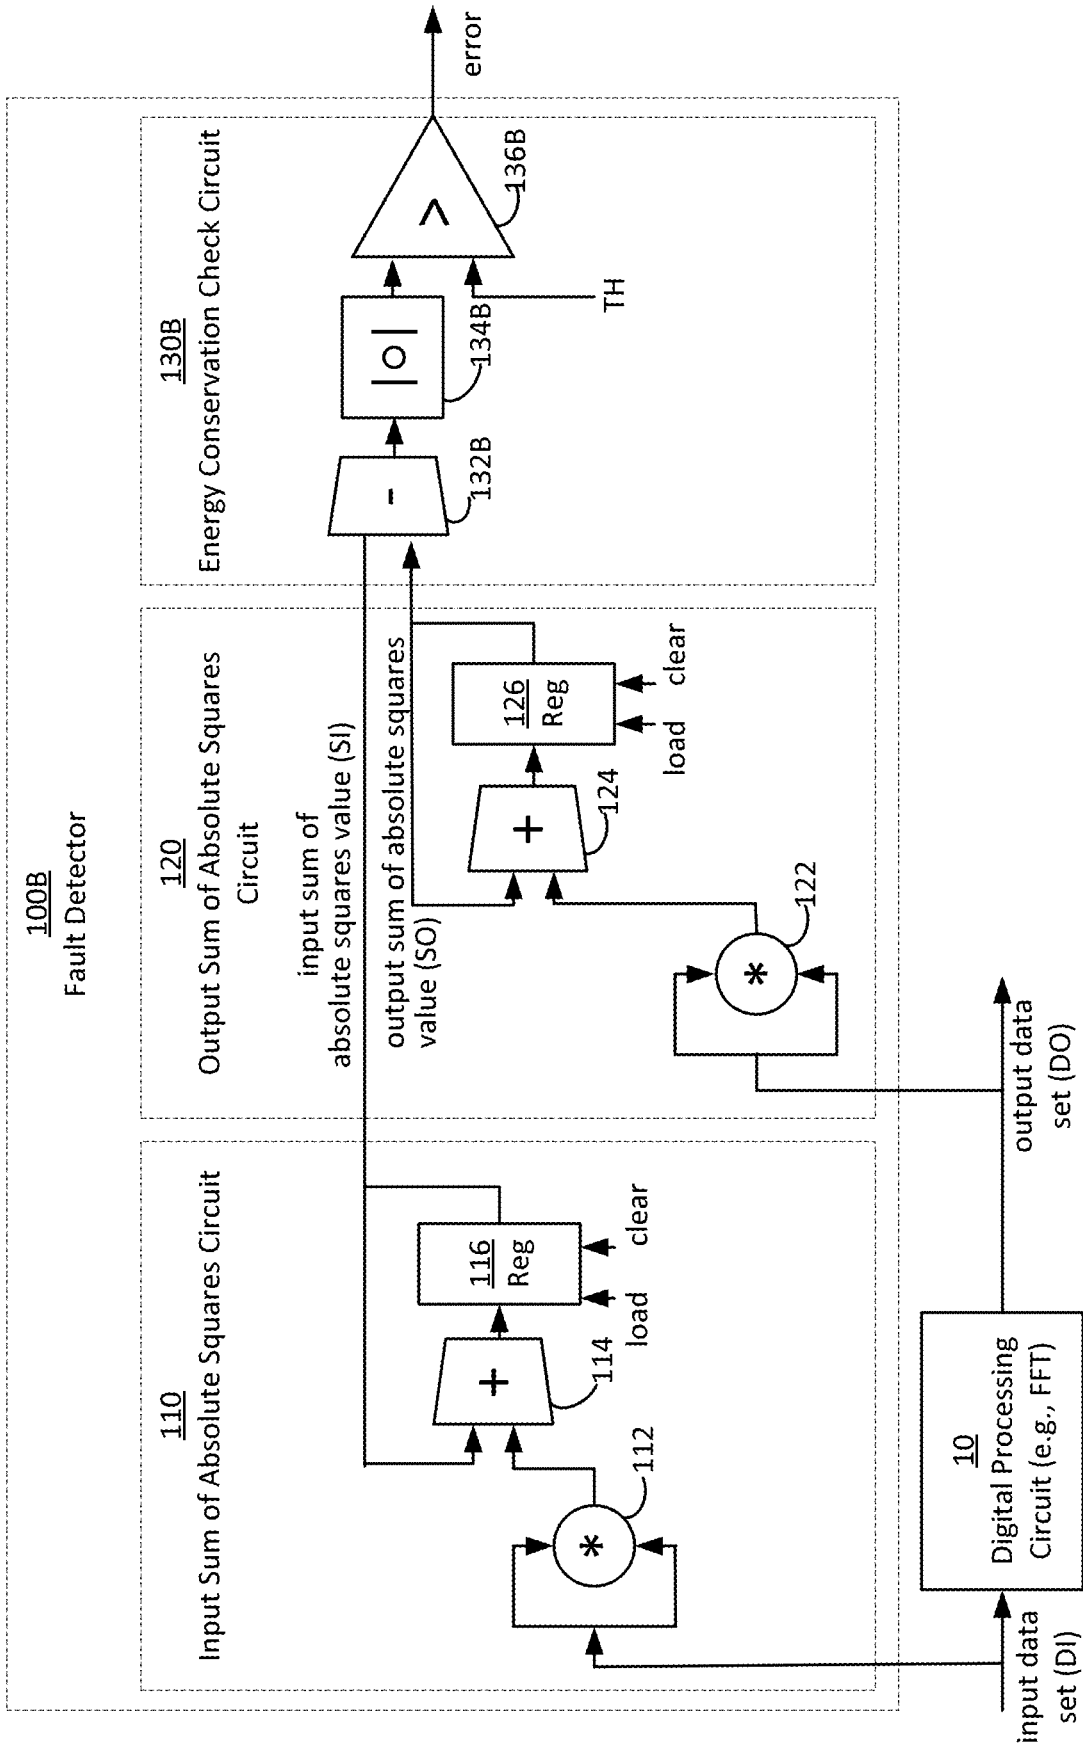 100B
Fault Detector
110
Input Sum of Absolute Squares Circuit
*
112
+
114
116
Reg
load
clear
120
Output Sum of Absolute Squares
Circuit
input sum of
absolute squares value (SI)
output sum of absolute squares
value (SO)
*
122
+
124
126
Reg
load
clear
130B
Energy Conservation Check Circuit
-
132B
|o|
134B
TH
>
136B
error
input data
set (DI)
10
Digital Processing
Circuit (e.g., FFT)
output data
set (DO)